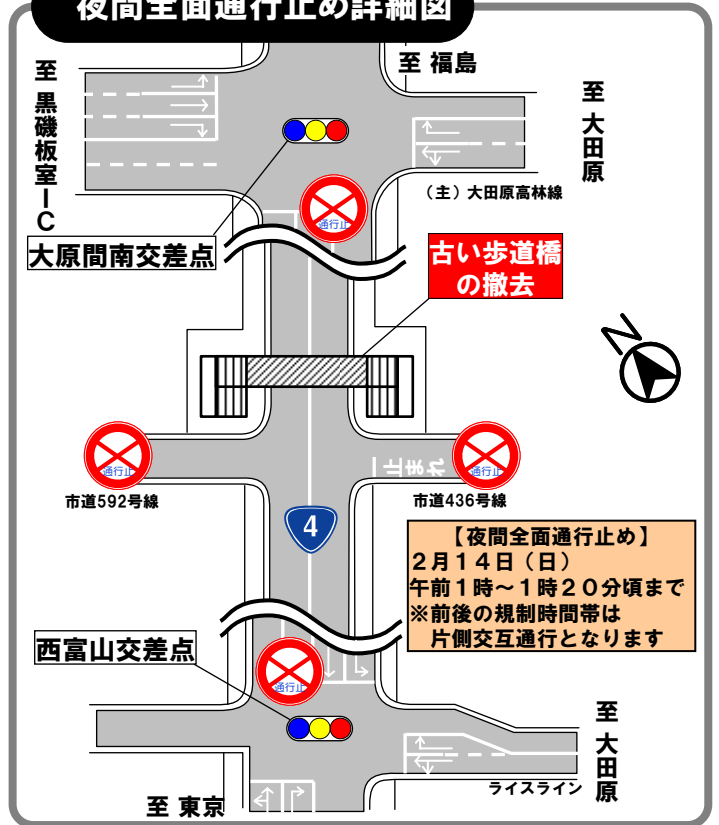 夜間全面通行止め詳細図
至 福島
至 黒磯板室IC
至 大田原
（主）大田原高林線
通行止
大原間南交差点
古い歩道橋
の撤去
N
通行止
通行止
止まれ
市道592号線
市道436号線
4
【夜間全面通行止め】
２月１４日（日）
午前１時～１時２０分頃まで
※前後の規制時間帯は
片側交互通行となります
西富山交差点
通行止
至 大田原
ライスライン
至 東京